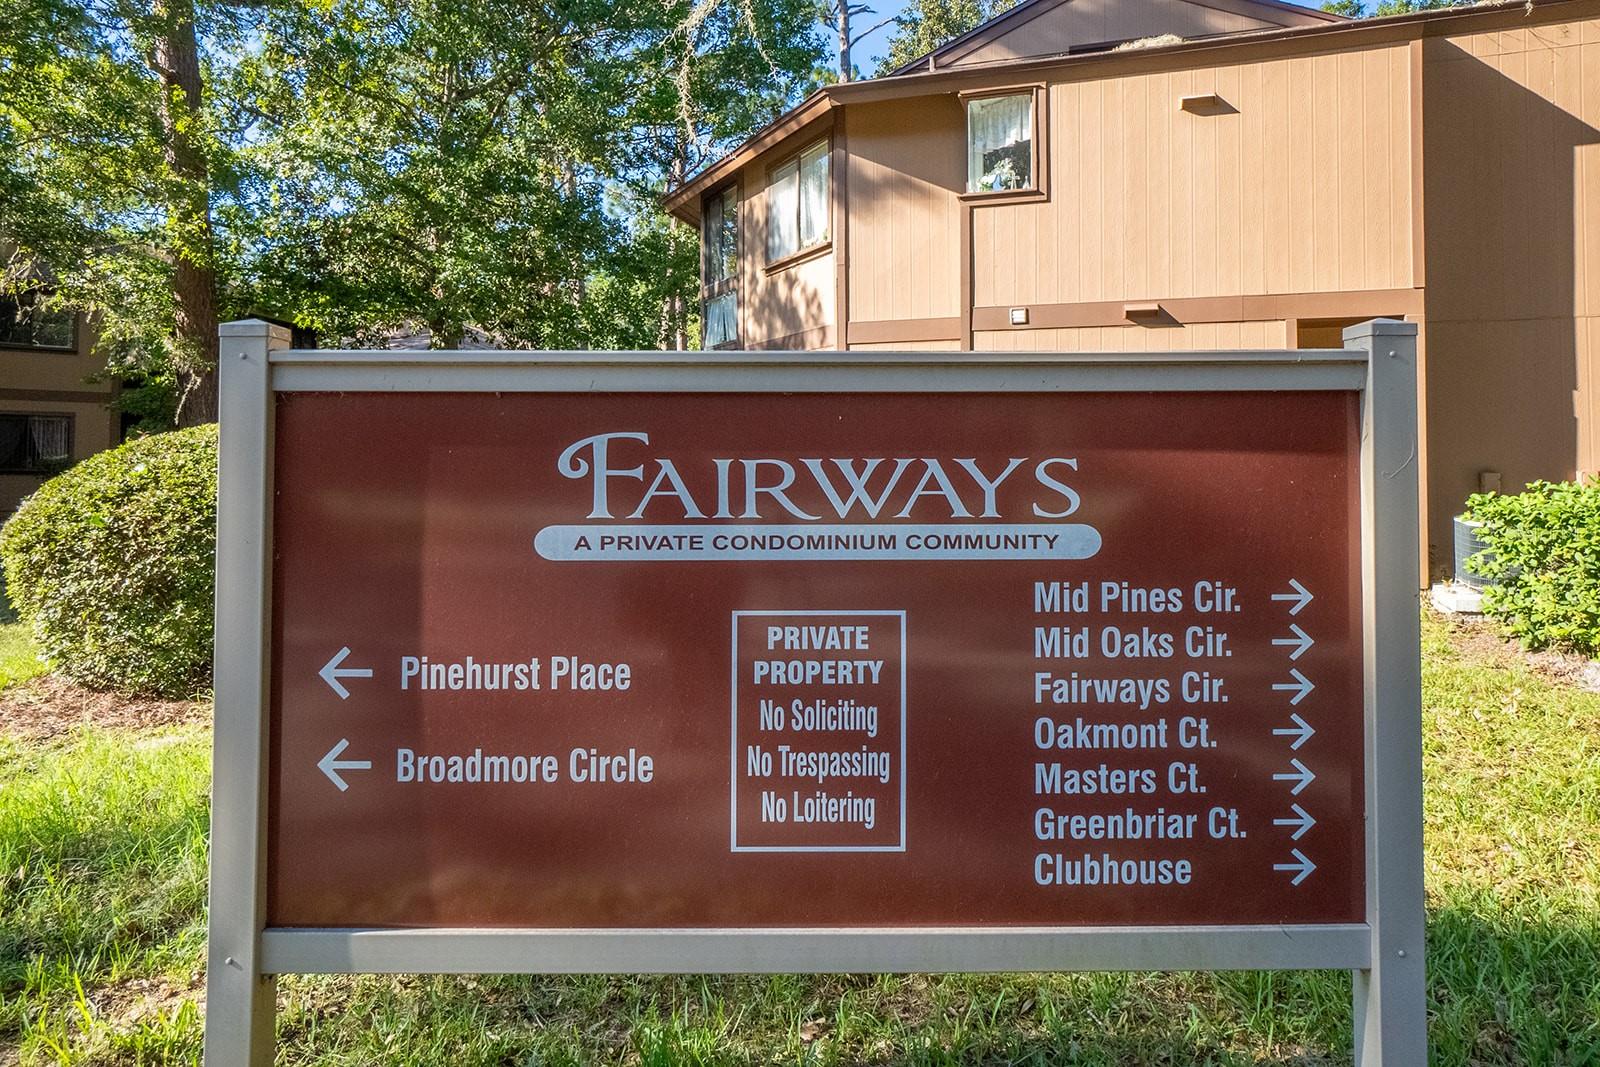 FAIRWAYS
A PRIVATE CONDOMINIUM COMMUNITY
Pinehurst Place
Broadmore Circle
PRIVATE
PROPERTY
No Soliciting
No Trespassing
No Loitering
Mid Pines Cir.
Mid Oaks Cir.
Fairways Cir.
Oakmont Ct.
Masters Ct.
Greenbriar Ct.
Clubhouse